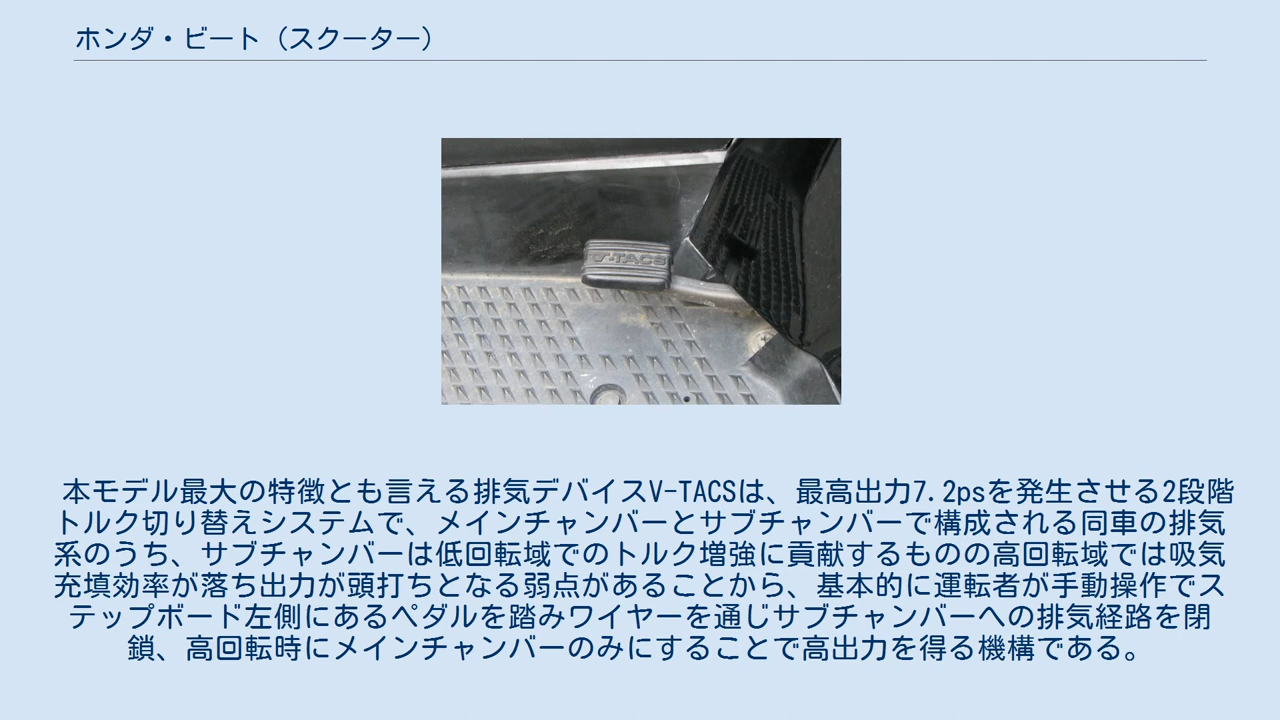 ホンダ・ビート（スクーター）
V-TACS
本モデル最大の特徴とも言える排気デバイスV-TACSは、最高出力7.2psを発生させる2段階
トルク切り替えシステムで、メインチャンバーとサブチャンバーで構成される同車の排気
系のうち、サブチャンバーは低回転域でのトルク増強に貢献するものの高回転域では吸気
充填効率が落ち出力が頭打ちとなる弱点があることから、基本的に運転者が手動操作でス
テップボード左側にあるペダルを踏みワイヤーを通じサブチャンバーへの排気経路を閉
鎖、高回転時にメインチャンバーのみにすることで高出力を得る機構である。